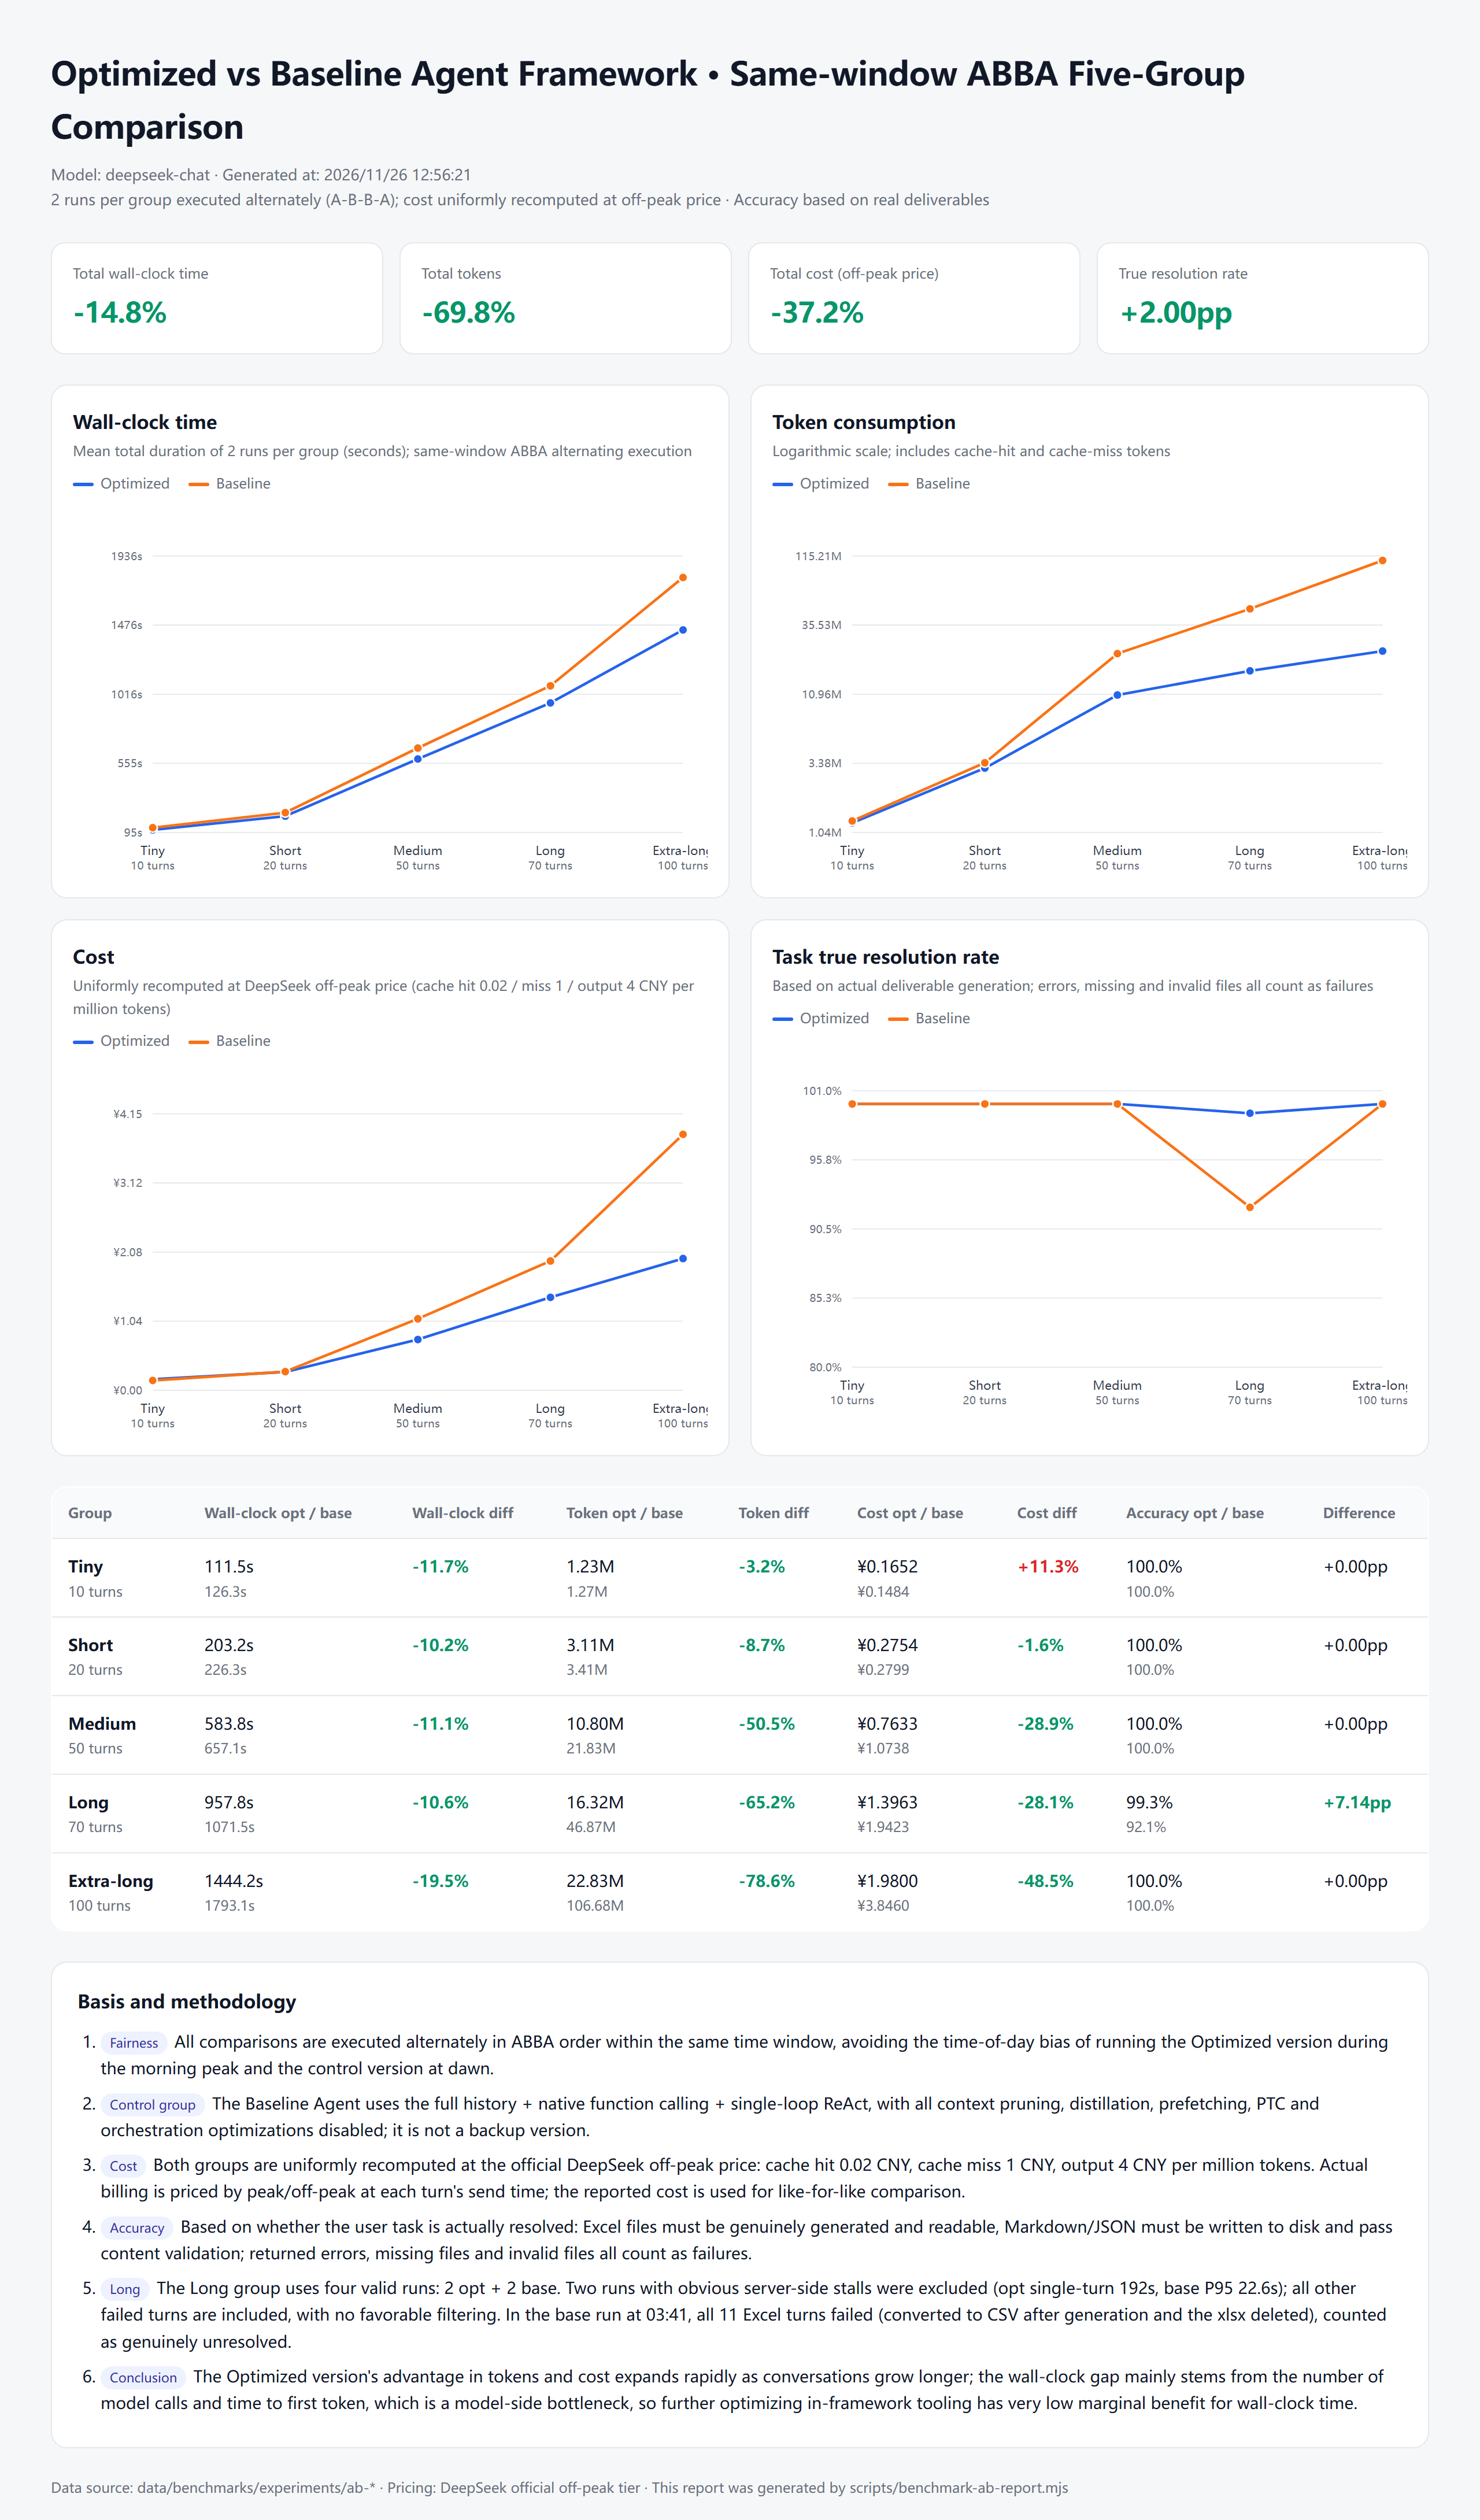 Optimized vs Baseline Agent Framework • Same-window ABBA Five-Group
Comparison
Model: deepseek-chat · Generated at: 2026/11/26 12:56:21
2 runs per group executed alternately (A-B-B-A); cost uniformly recomputed at off-peak price · Accuracy based on real deliverables
Total wall-clock time
-14.8%
Total tokens
-69.8%
Total cost (off-peak price)
-37.2%
True resolution rate
+2.00pp
Wall-clock time
Mean total duration of 2 runs per group (seconds); same-window ABBA alternating execution
Optimized Baseline
1936s
1476s
1016s
555s
95s
Tiny Short Medium Long Extra-long
10 turns 20 turns 50 turns 70 turns 100 turns
Token consumption
Logarithmic scale; includes cache-hit and cache-miss tokens
Optimized Baseline
115.21M
35.53M
10.96M
3.38M
1.04M
Tiny Short Medium Long Extra-long
10 turns 20 turns 50 turns 70 turns 100 turns
Cost
Uniformly recomputed at DeepSeek off-peak price (cache hit 0.02 / miss 1 / output 4 CNY per
million tokens)
Optimized Baseline
¥4.15
¥3.12
¥2.08
¥1.04
¥0.00
Tiny Short Medium Long Extra-long
10 turns 20 turns 50 turns 70 turns 100 turns
Task true resolution rate
Based on actual deliverable generation; errors, missing and invalid files all count as failures
Optimized Baseline
101.0%
95.8%
90.5%
85.3%
80.0%
Tiny Short Medium Long Extra-long
10 turns 20 turns 50 turns 70 turns 100 turns
Group Wall-clock opt / base Wall-clock diff Token opt / base Token diff Cost opt / base Cost diff Accuracy opt / base Difference
Tiny 111.5s -11.7% 1.23M -3.2% ¥0.1652 +11.3% 100.0% +0.00pp
10 turns 126.3s 1.27M ¥0.1484 100.0%
Short 203.2s -10.2% 3.11M -8.7% ¥0.2754 -1.6% 100.0% +0.00pp
20 turns 226.3s 3.41M ¥0.2799 100.0%
Medium 583.8s -11.1% 10.80M -50.5% ¥0.7633 -28.9% 100.0% +0.00pp
50 turns 657.1s 21.83M ¥1.0738 100.0%
Long 957.8s -10.6% 16.32M -65.2% ¥1.3963 -28.1% 99.3% +7.14pp
70 turns 1071.5s 46.87M ¥1.9423 92.1%
Extra-long 1444.2s -19.5% 22.83M -78.6% ¥1.9800 -48.5% 100.0% +0.00pp
100 turns 1793.1s 106.68M ¥3.8460 100.0%
Basis and methodology
1. Fairness All comparisons are executed alternately in ABBA order within the same time window, avoiding the time-of-day bias of running the Optimized version during
the morning peak and the control version at dawn.
2. Control group The Baseline Agent uses the full history + native function calling + single-loop ReAct, with all context pruning, distillation, prefetching, PTC and
orchestration optimizations disabled; it is not a backup version.
3. Cost Both groups are uniformly recomputed at the official DeepSeek off-peak price: cache hit 0.02 CNY, cache miss 1 CNY, output 4 CNY per million tokens. Actual
billing is priced by peak/off-peak at each turn's send time; the reported cost is used for like-for-like comparison.
4. Accuracy Based on whether the user task is actually resolved: Excel files must be genuinely generated and readable, Markdown/JSON must be written to disk and pass
content validation; returned errors, missing files and invalid files all count as failures.
5. Long The Long group uses four valid runs: 2 opt + 2 base. Two runs with obvious server-side stalls were excluded (opt single-turn 192s, base P95 22.6s); all other
failed turns are included, with no favorable filtering. In the base run at 03:41, all 11 Excel turns failed (converted to CSV after generation and the xlsx deleted), counted
as genuinely unresolved.
6. Conclusion The Optimized version's advantage in tokens and cost expands rapidly as conversations grow longer; the wall-clock gap mainly stems from the number of
model calls and time to first token, which is a model-side bottleneck, so further optimizing in-framework tooling has very low marginal benefit for wall-clock time.
Data source: data/benchmarks/experiments/ab-* · Pricing: DeepSeek official off-peak tier · This report was generated by scripts/benchmark-ab-report.mjs